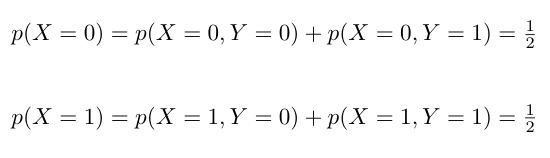 p(X = 0) = p(X = 0, Y = 0) + p(X = 0, Y = 1) = 1/2
p(X = 1) = p(X = 1, Y = 0) + p(X = 1, Y = 1) = 1/2